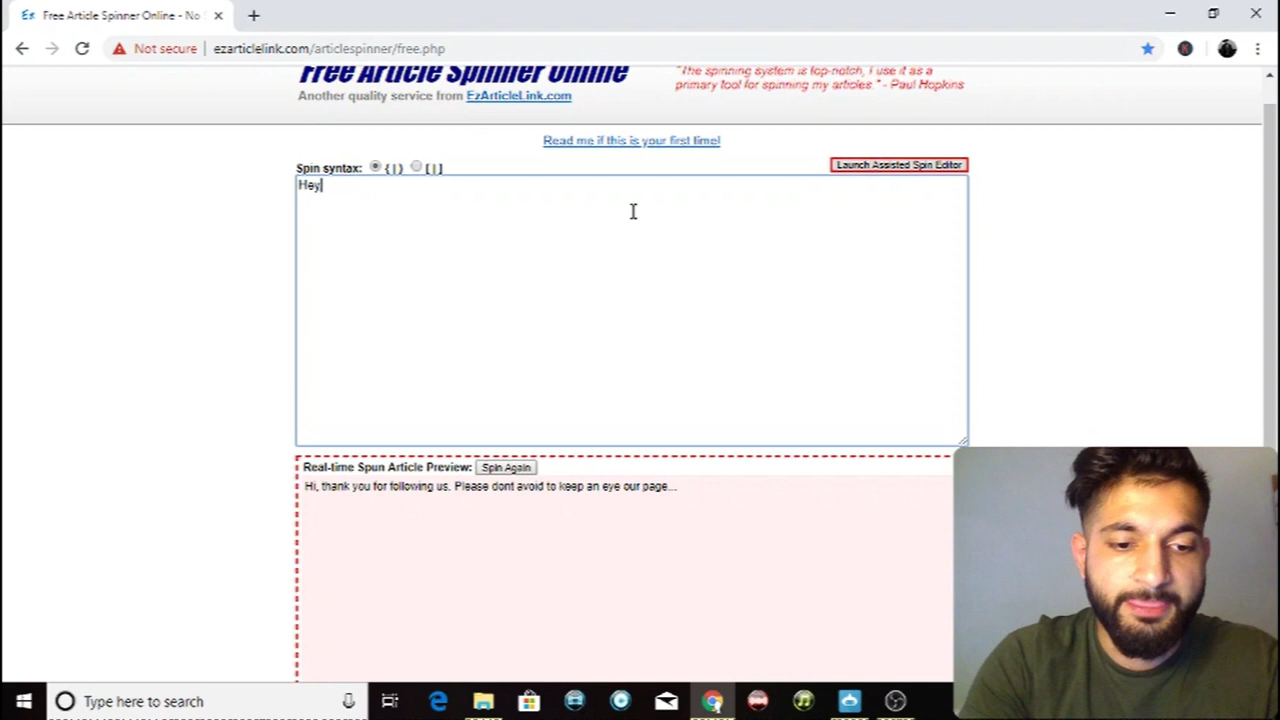 Free Article Spinner Online - No
Not secure
ezarticlelink.com/articlespinner/free.php
Free Article Spinner Online
Another quality service from EzArticleLink.com
"The spinning system is top-notch, I use it as a
primary tool for spinning my articles." - Paul Hopkins
Read me if this is your first time!
Spin syntax: { | } [ | ]
Launch Assisted Spin Editor
Hey
Real-time Spun Article Preview: Spin Again
Hi, thank you for following us. Please dont avoid to keep an eye our page...
Type here to search